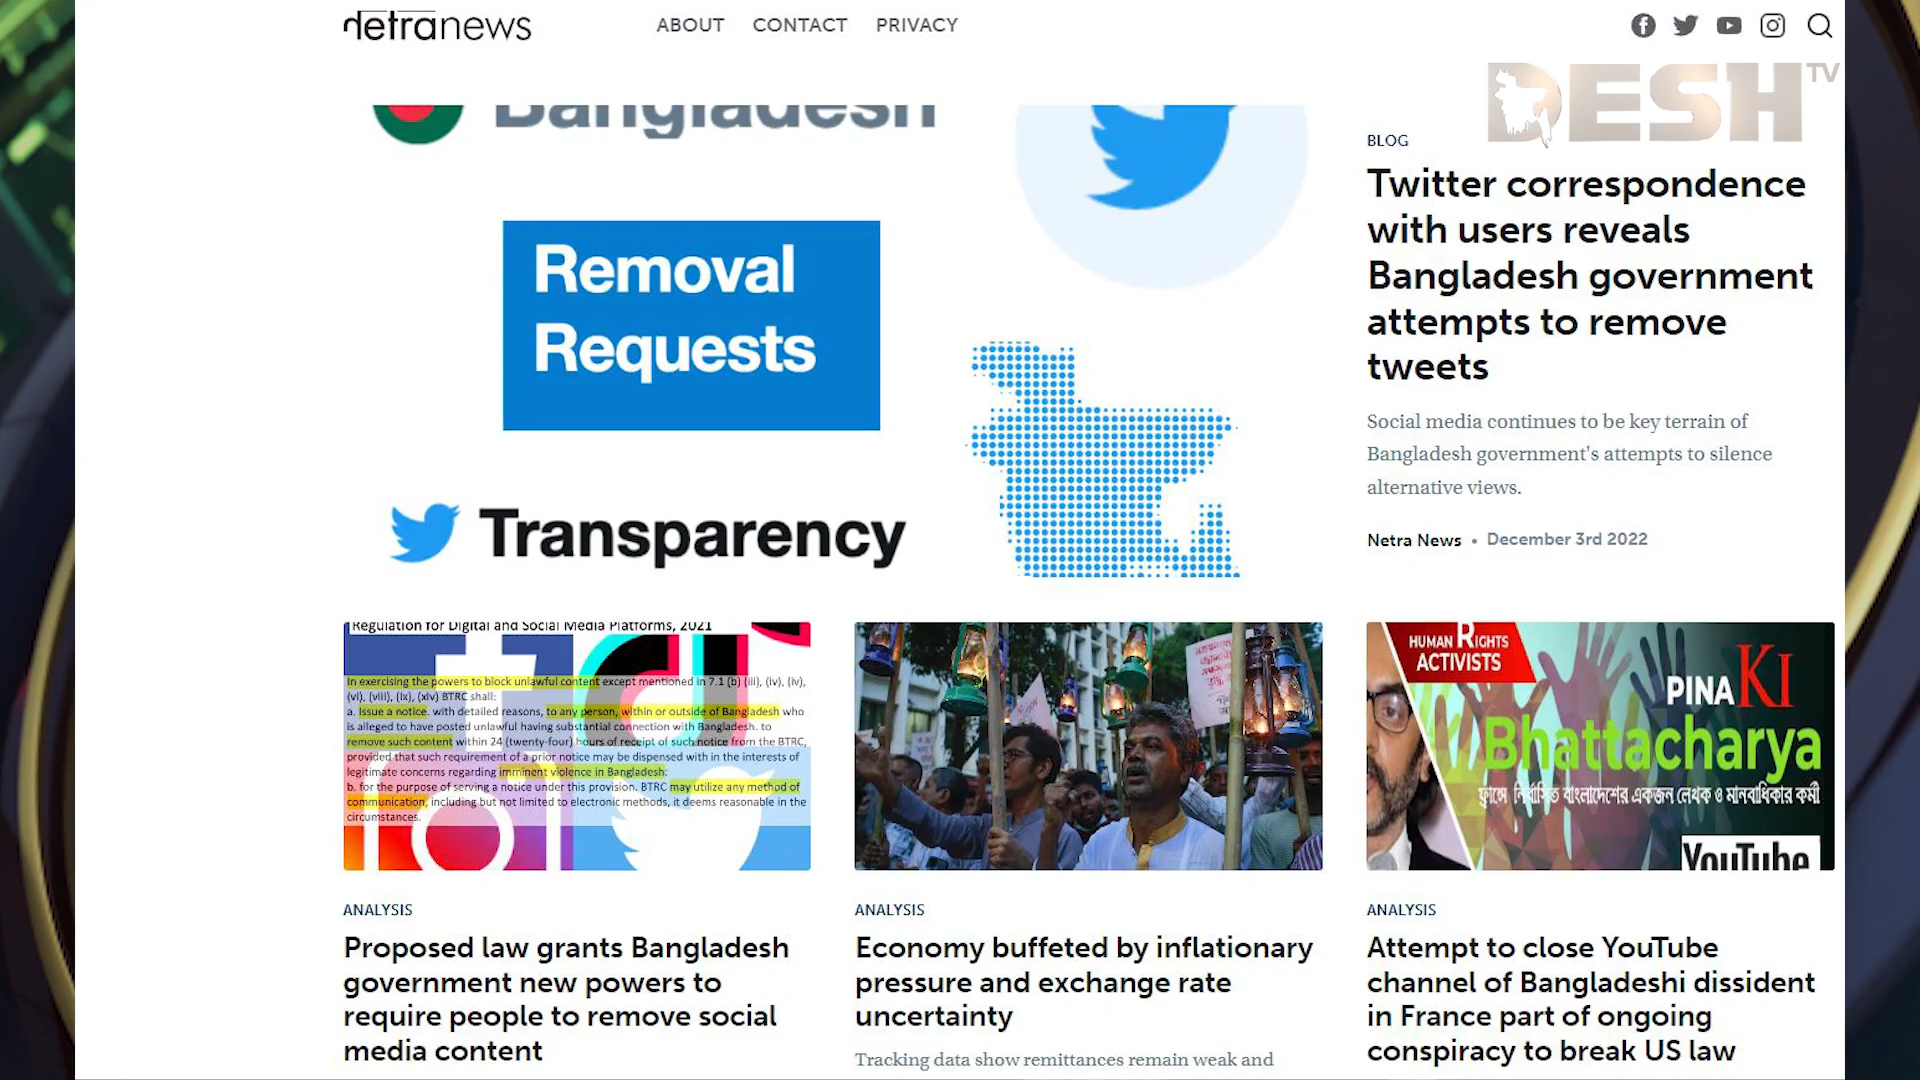 netranews
ABOUT
CONTACT
PRIVACY
DESH TV
Bangladesh
Removal
Requests
Transparency
BLOG
Twitter correspondence
with users reveals
Bangladesh government
attempts to remove
tweets
Social media continues to be key terrain of
Bangladesh government's attempts to silence
alternative views.
Netra News • December 3rd 2022
Regulation for Digital and Social Media Platforms, 2021
In exercising the powers to block unlawful content except mentioned in 7.1 (b) (iii), (iv), (iv),
(vi), (viii), (ix), (xiv) BTRC shall:
a. Issue a notice. with detailed reasons, to any person, within or outside of Bangladesh who
is alleged to have posted unlawful having substantial connection with Bangladesh. to
remove such content within 24 (twenty-four) hours of receipt of such notice from the BTRC,
provided that such requirement of a prior notice may be dispensed with in the interests of
legitimate concerns regarding imminent violence in Bangladesh:
b. for the purpose of serving a notice under this provision. BTRC may utilize any method of
communication, including but not limited to electronic methods, it deems reasonable in the
circumstances.
HUMAN RIGHTS
ACTIVISTS
PINAKI
Bhattacharya
ফ্রান্সে নির্বাসিত বাংলাদেশের একজন লেখক ও মানবাধিকার কর্মী
YouTube
ANALYSIS
Proposed law grants Bangladesh
government new powers to
require people to remove social
media content
ANALYSIS
Economy buffeted by inflationary
pressure and exchange rate
uncertainty
Tracking data show remittances remain weak and
ANALYSIS
Attempt to close YouTube
channel of Bangladeshi dissident
in France part of ongoing
conspiracy to break US law